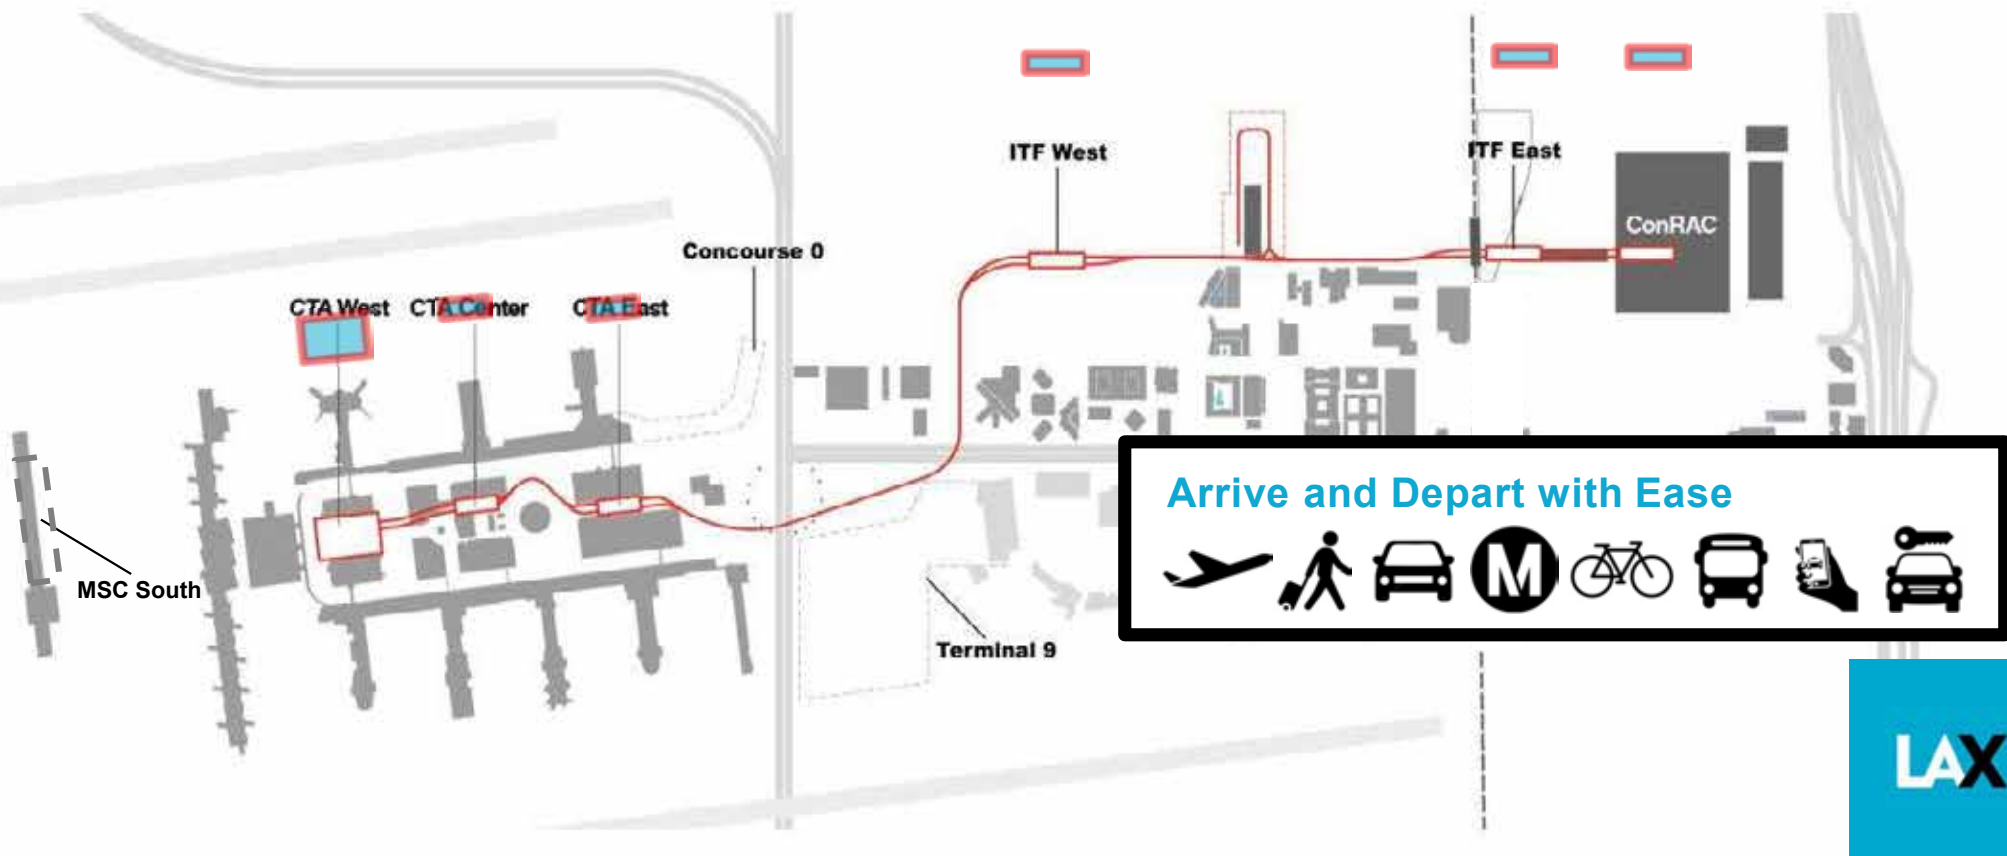 ITF West
ITF East
ConRAC
Concourse 0
CTA West
CTA Center
CTA East
MSC South
Terminal 9
Arrive and Depart with Ease
M
LAX